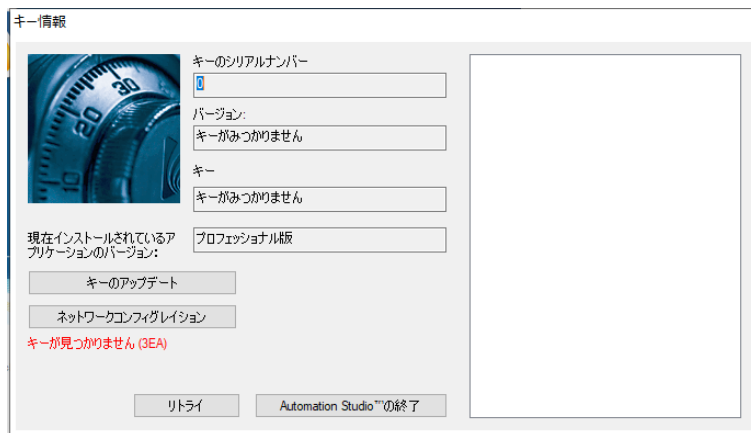 キー情報
キーのシリアルナンバー
0
バージョン:
キーがみつかりません
キー
キーがみつかりません
現在インストールされているア
プリケーションのバージョン:
プロフェッショナル版
キーのアップデート
ネットワークコンフィグレイション
キーが見つかりません (3EA)
リトライ
Automation Studio™の終了
30
20
10